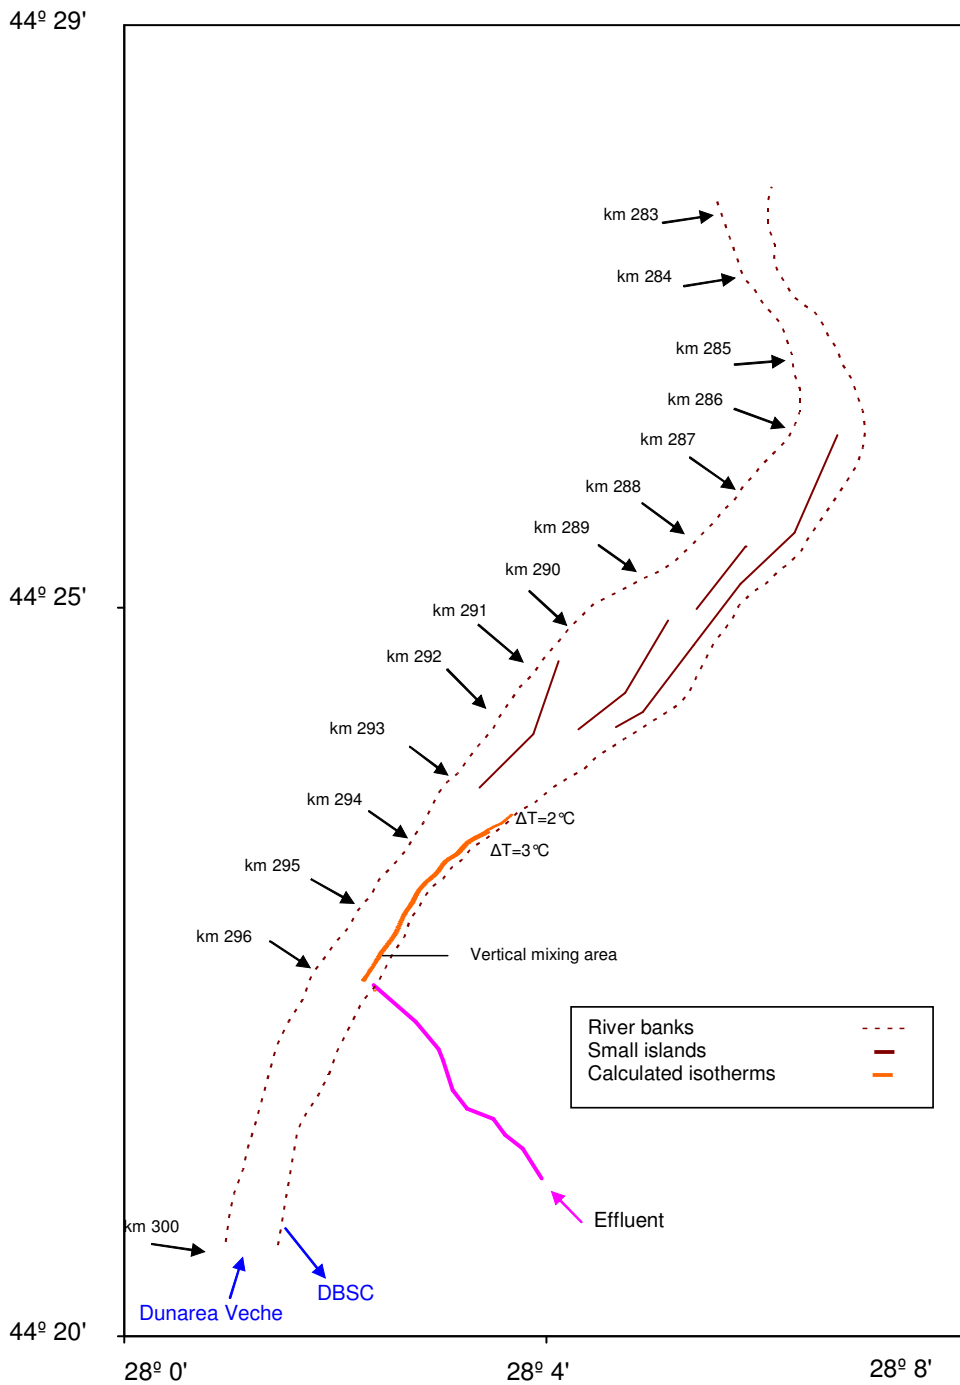 44º 29'
km 283
km 284
km 285
km 286
km 287
km 288
km 289
km 290
44º 25'
km 291
km 292
km 293
km 294
ΔT=2°C
ΔT=3°C
km 295
km 296
Vertical mixing area
River banks
Small islands
Calculated isotherms
Effluent
km 300
DBSC
Dunarea Veche
44º 20'
28º 0'
28º 4'
28º 8'